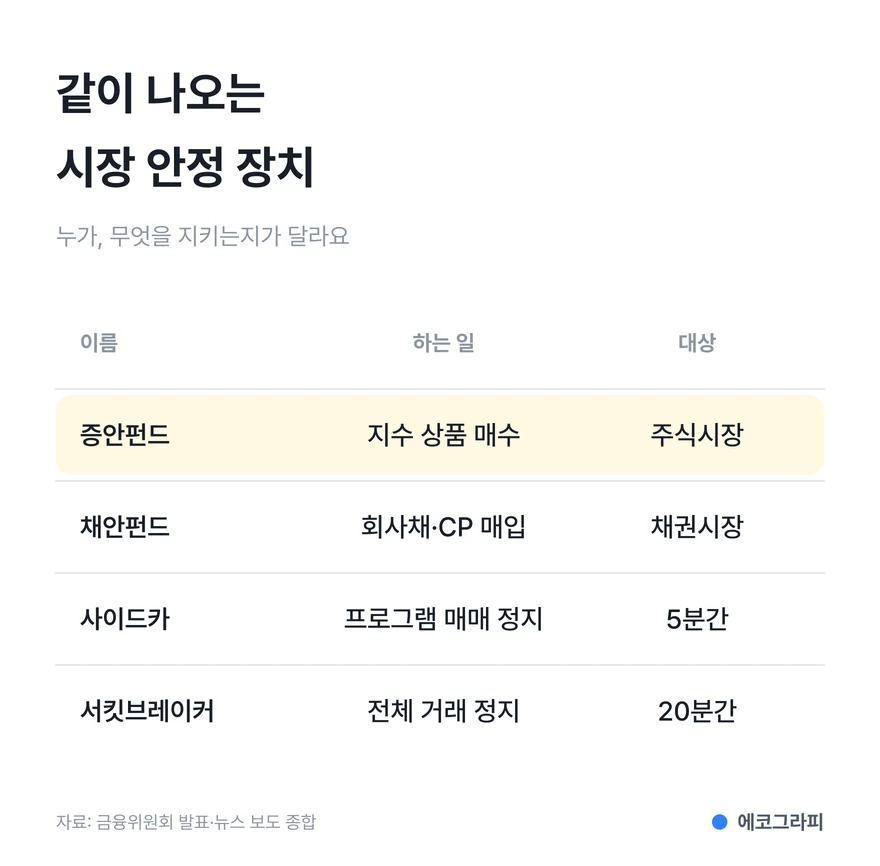 같이 나오는
시장 안정 장치
누가, 무엇을 지키는지가 달라요
이름 하는 일 대상
증안펀드 지수 상품 매수 주식시장
채안펀드 회사채·CP 매입 채권시장
사이드카 프로그램 매매 정지 5분간
서킷브레이커 전체 거래 정지 20분간
자료: 금융위원회 발표·뉴스 보도 종합 에코그라피